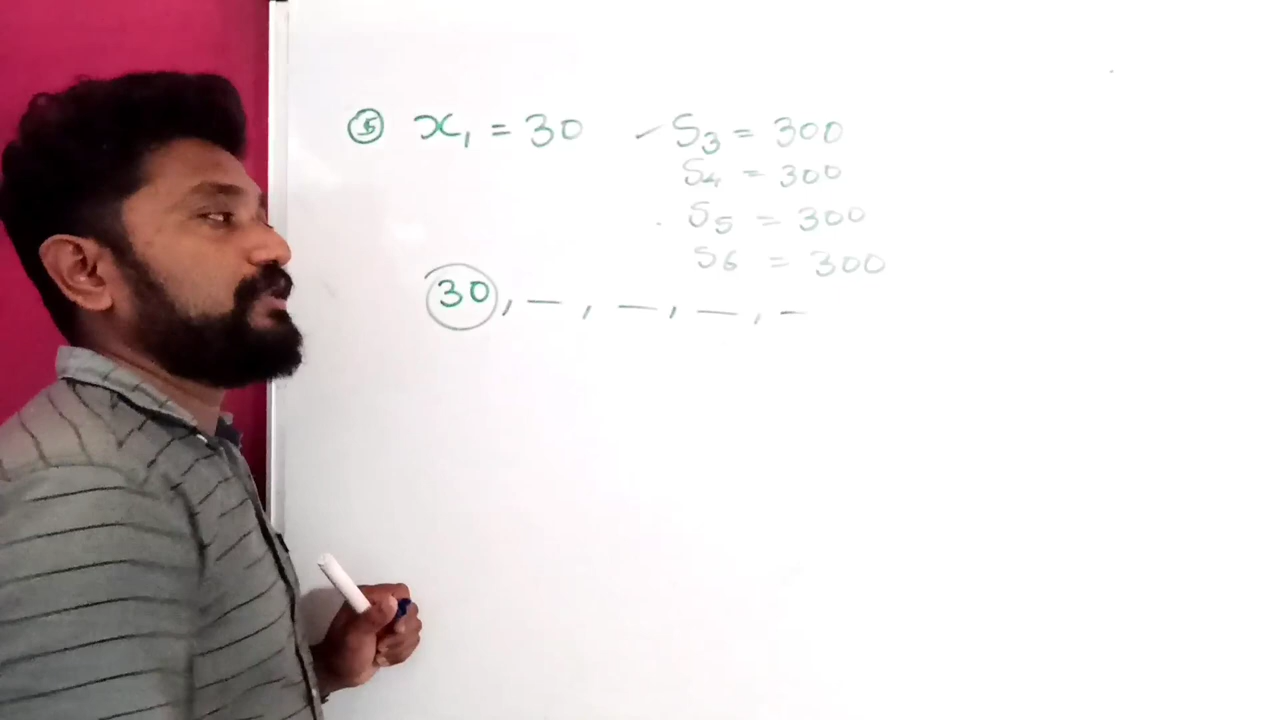 ⑤ x₁ = 30 – S₃ = 300
S₄ = 300
S₅ = 300
S₆ = 300
30, —, —, —, —